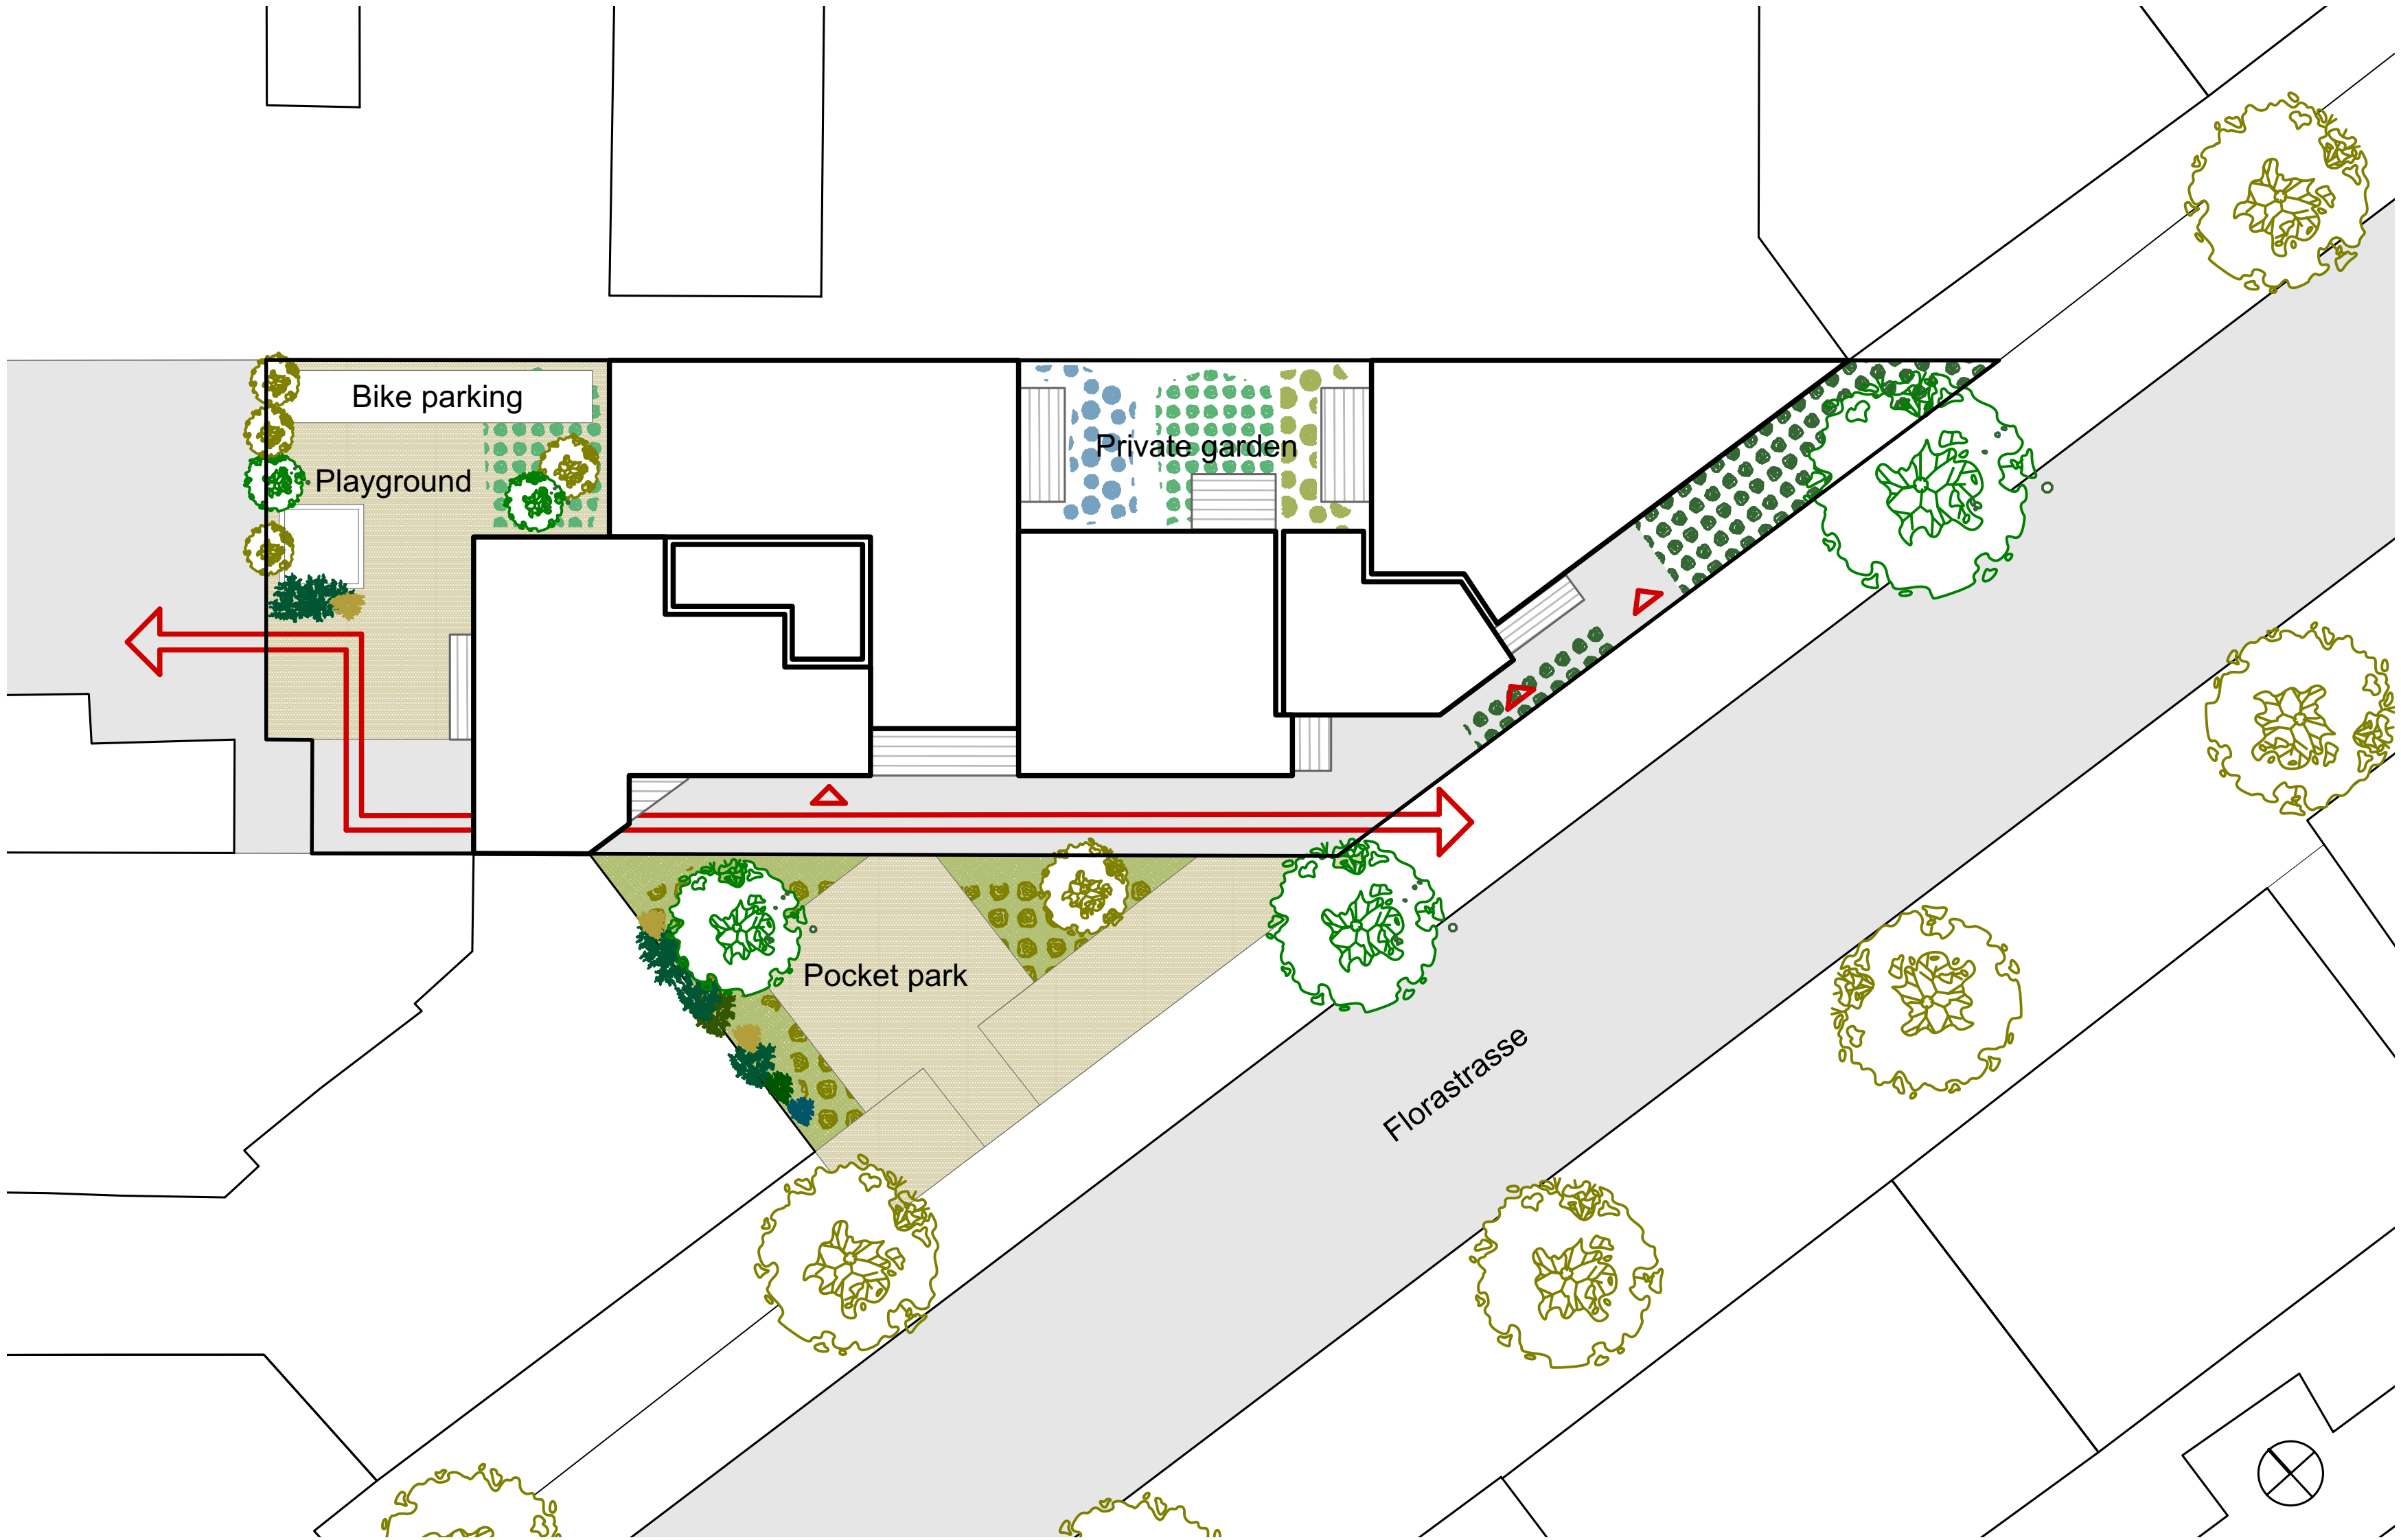 Bike parking
Private garden
Playground
Pocket park
Florastrasse